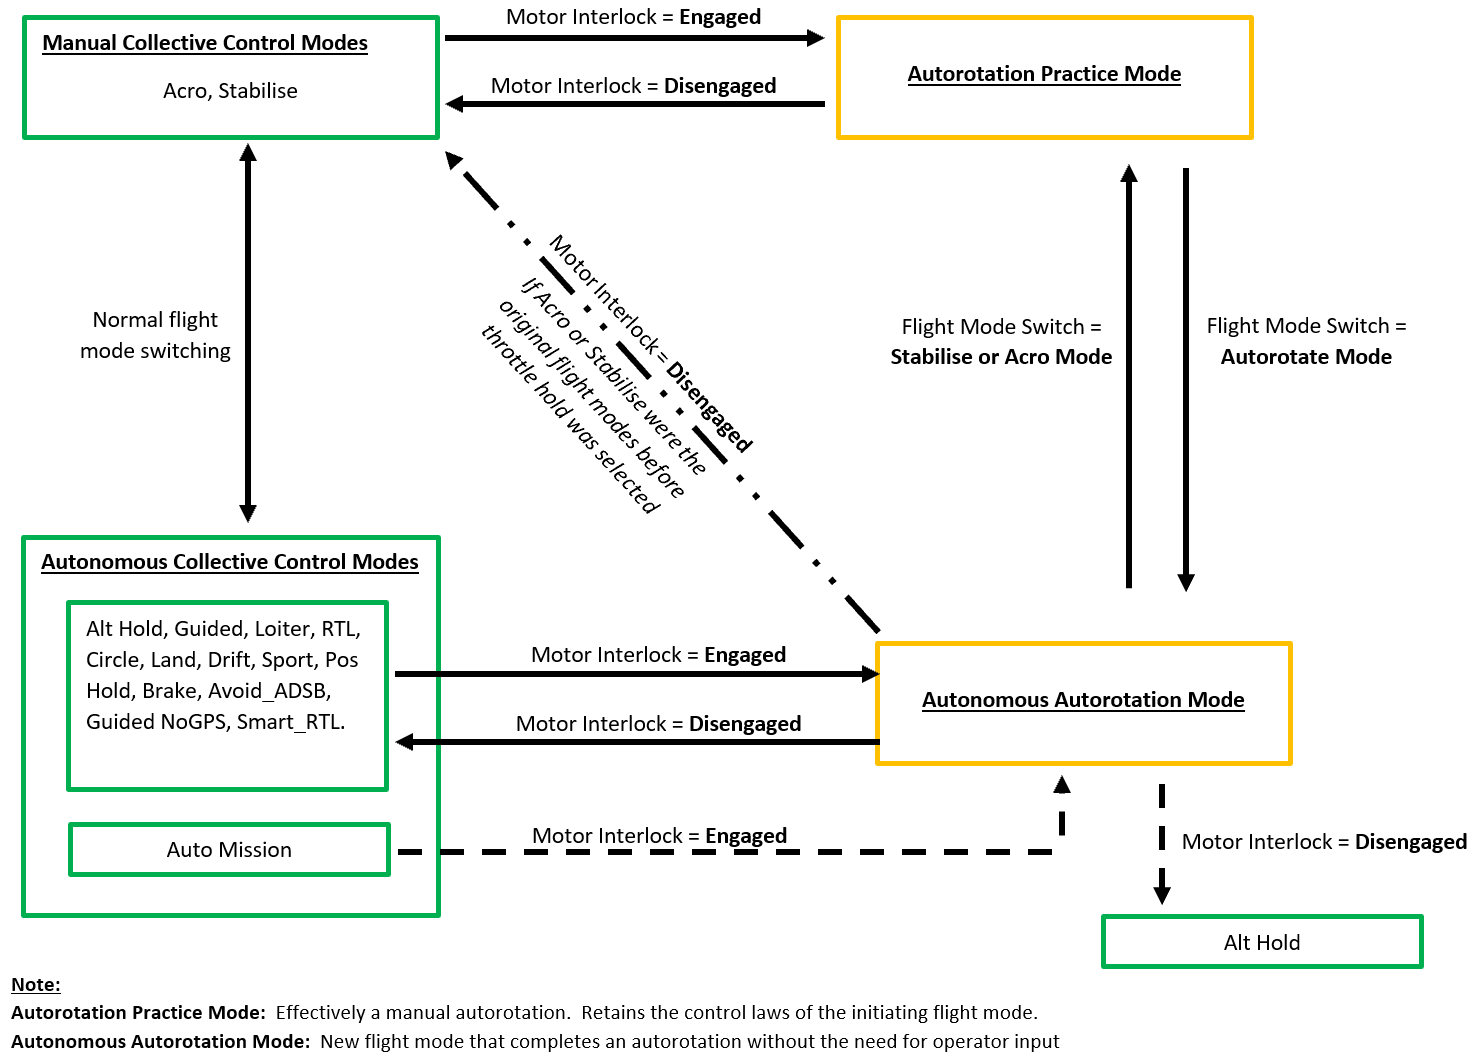 Motor Interlock = Engaged
Manual Collective Control Modes
Acro, Stabilise
Motor Interlock = Disengaged
Autorotation Practice Mode
Normal flight
mode switching
Motor Interlock = Disengaged
If Acro or Stabilise were the
original flight modes before
throttle hold was selected
Flight Mode Switch =
Stabilise or Acro Mode
Flight Mode Switch =
Autorotate Mode
Autonomous Collective Control Modes
Alt Hold, Guided, Loiter, RTL,
Circle, Land, Drift, Sport, Pos
Hold, Brake, Avoid_ADSB,
Guided NoGPS, Smart_RTL.
Motor Interlock = Engaged
Motor Interlock = Disengaged
Autonomous Autorotation Mode
Auto Mission
Motor Interlock = Engaged
Motor Interlock = Disengaged
Alt Hold
Note:
Autorotation Practice Mode:  Effectively a manual autorotation.  Retains the control laws of the initiating flight mode.
Autonomous Autorotation Mode:  New flight mode that completes an autorotation without the need for operator input